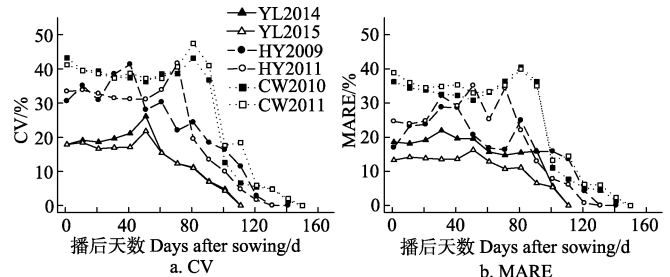 YL2014
YL2015
HY2009
HY2011
CW2010
CW2011
CV/%
50
40
30
20
10
0
0 40 80 120 160
播后天数 Days after sowing/d
a. CV
MARE/%
50
40
30
20
10
0
0 40 80 120 160
播后天数 Days after sowing/d
b. MARE